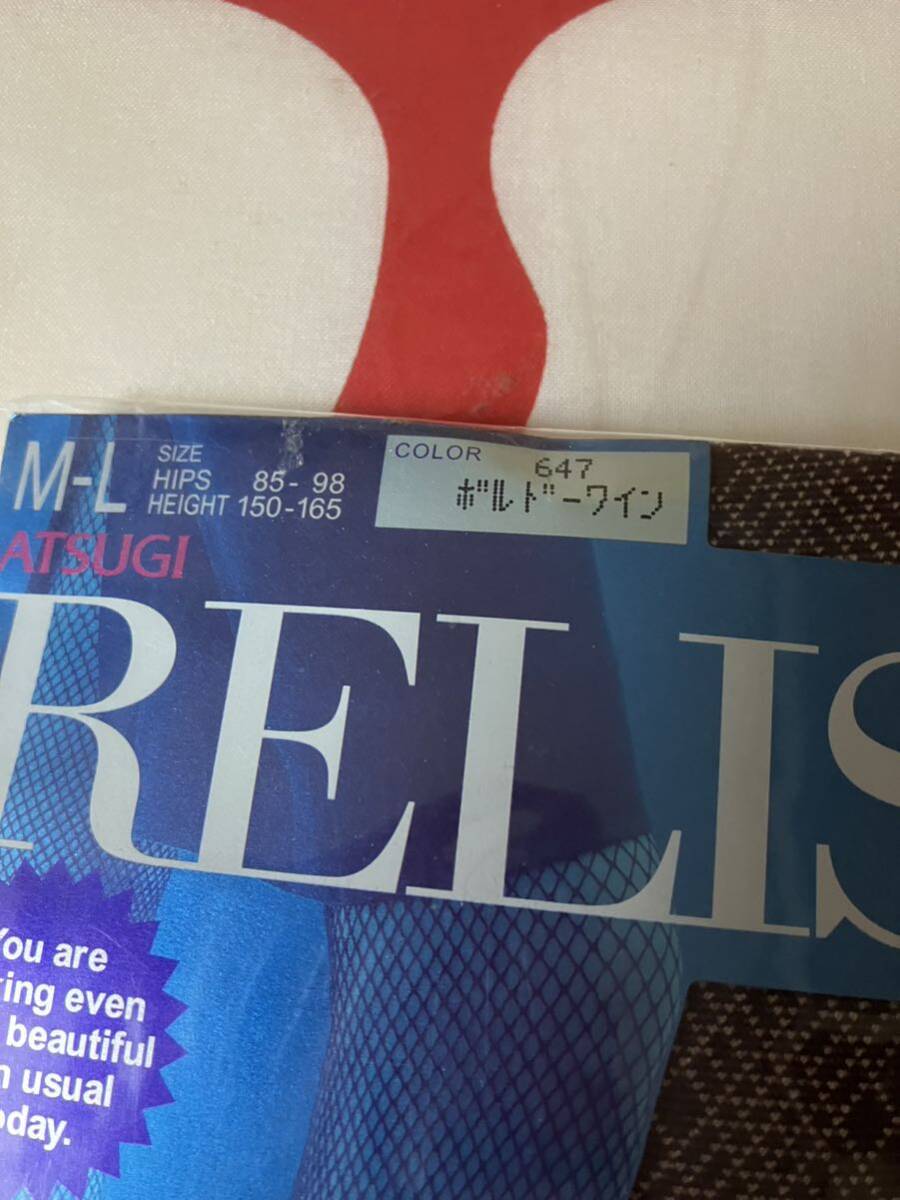 M-L
SIZE
HIPS 85-98
HEIGHT 150-165
COLOR 647
ボルドーワイン
ATSUGI
RELIS
You are
king even
beautiful
n usual
oday.